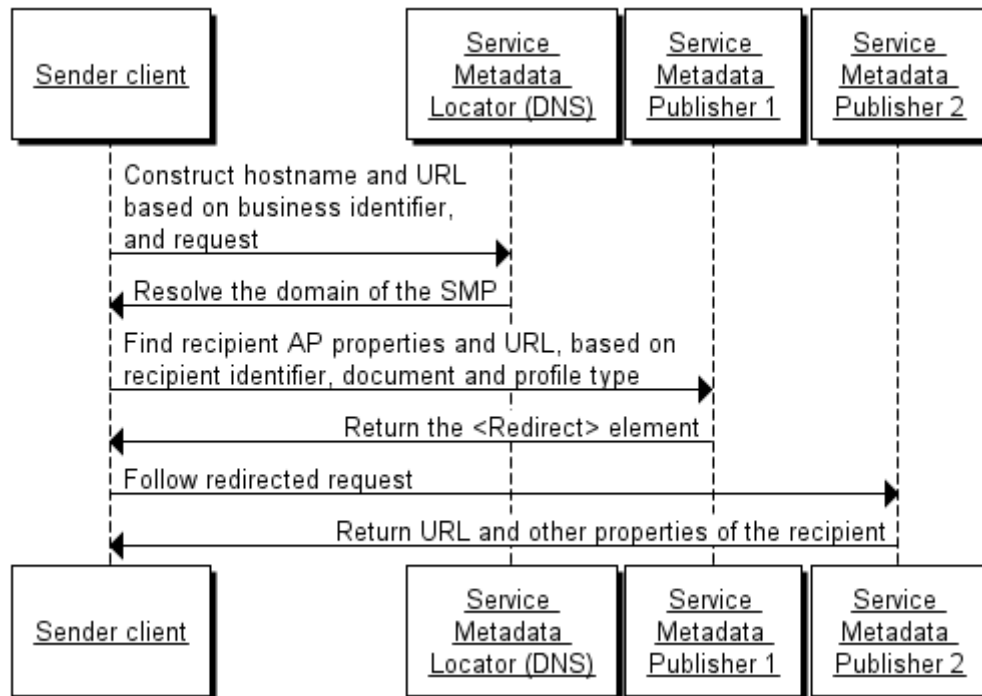 Sender client
Service
Metadata
Locator (DNS)
Service
Metadata
Publisher 1
Service
Metadata
Publisher 2
Construct hostname and URL
based on business identifier,
and request
Resolve the domain of the SMP
Find recipient AP properties and URL, based on
recipient identifier, document and profile type
Return the <Redirect> element
Follow redirected request
Return URL and other properties of the recipient
Sender client
Service
Metadata
Locator (DNS)
Service
Metadata
Publisher 1
Service
Metadata
Publisher 2